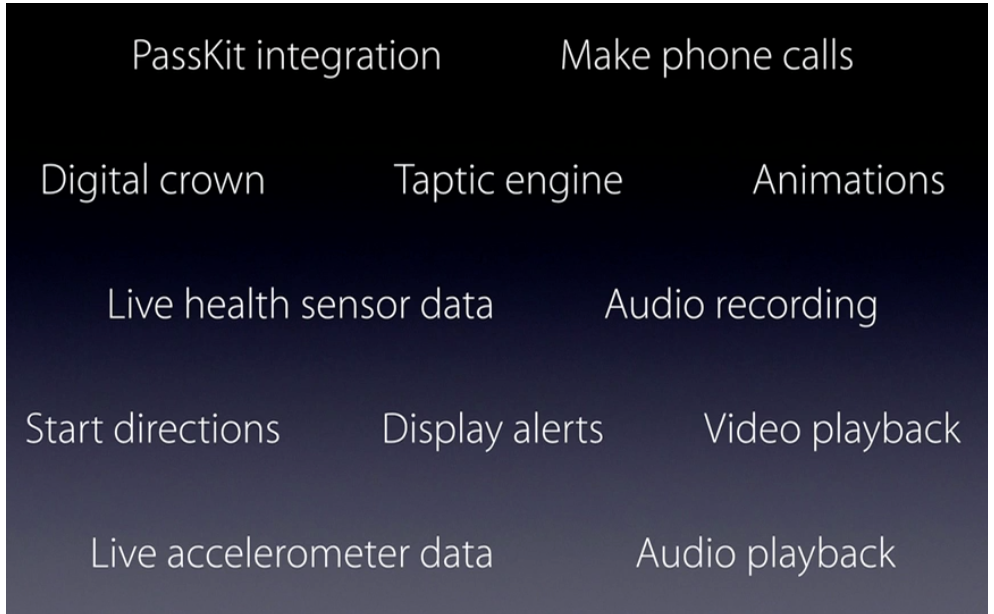 PassKit integration Make phone calls
Digital crown Taptic engine Animations
Live health sensor data Audio recording
Start directions Display alerts Video playback
Live accelerometer data Audio playback